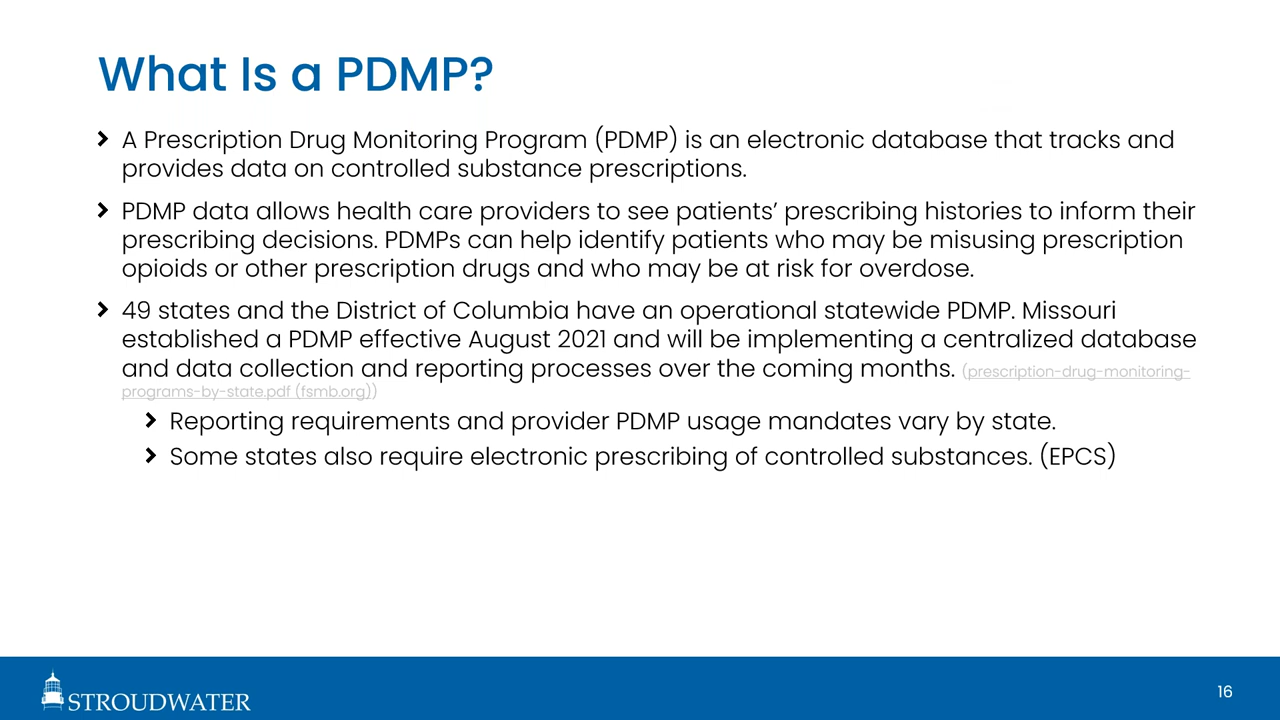 What Is a PDMP?
A Prescription Drug Monitoring Program (PDMP) is an electronic database that tracks and
provides data on controlled substance prescriptions.
PDMP data allows health care providers to see patients’ prescribing histories to inform their
prescribing decisions. PDMPs can help identify patients who may be misusing prescription
opioids or other prescription drugs and who may be at risk for overdose.
49 states and the District of Columbia have an operational statewide PDMP. Missouri
established a PDMP effective August 2021 and will be implementing a centralized database
and data collection and reporting processes over the coming months. (prescription-drug-monitoring-
programs-by-state.pdf (fsmb.org))
Reporting requirements and provider PDMP usage mandates vary by state.
Some states also require electronic prescribing of controlled substances. (EPCS)
STROUDWATER
16